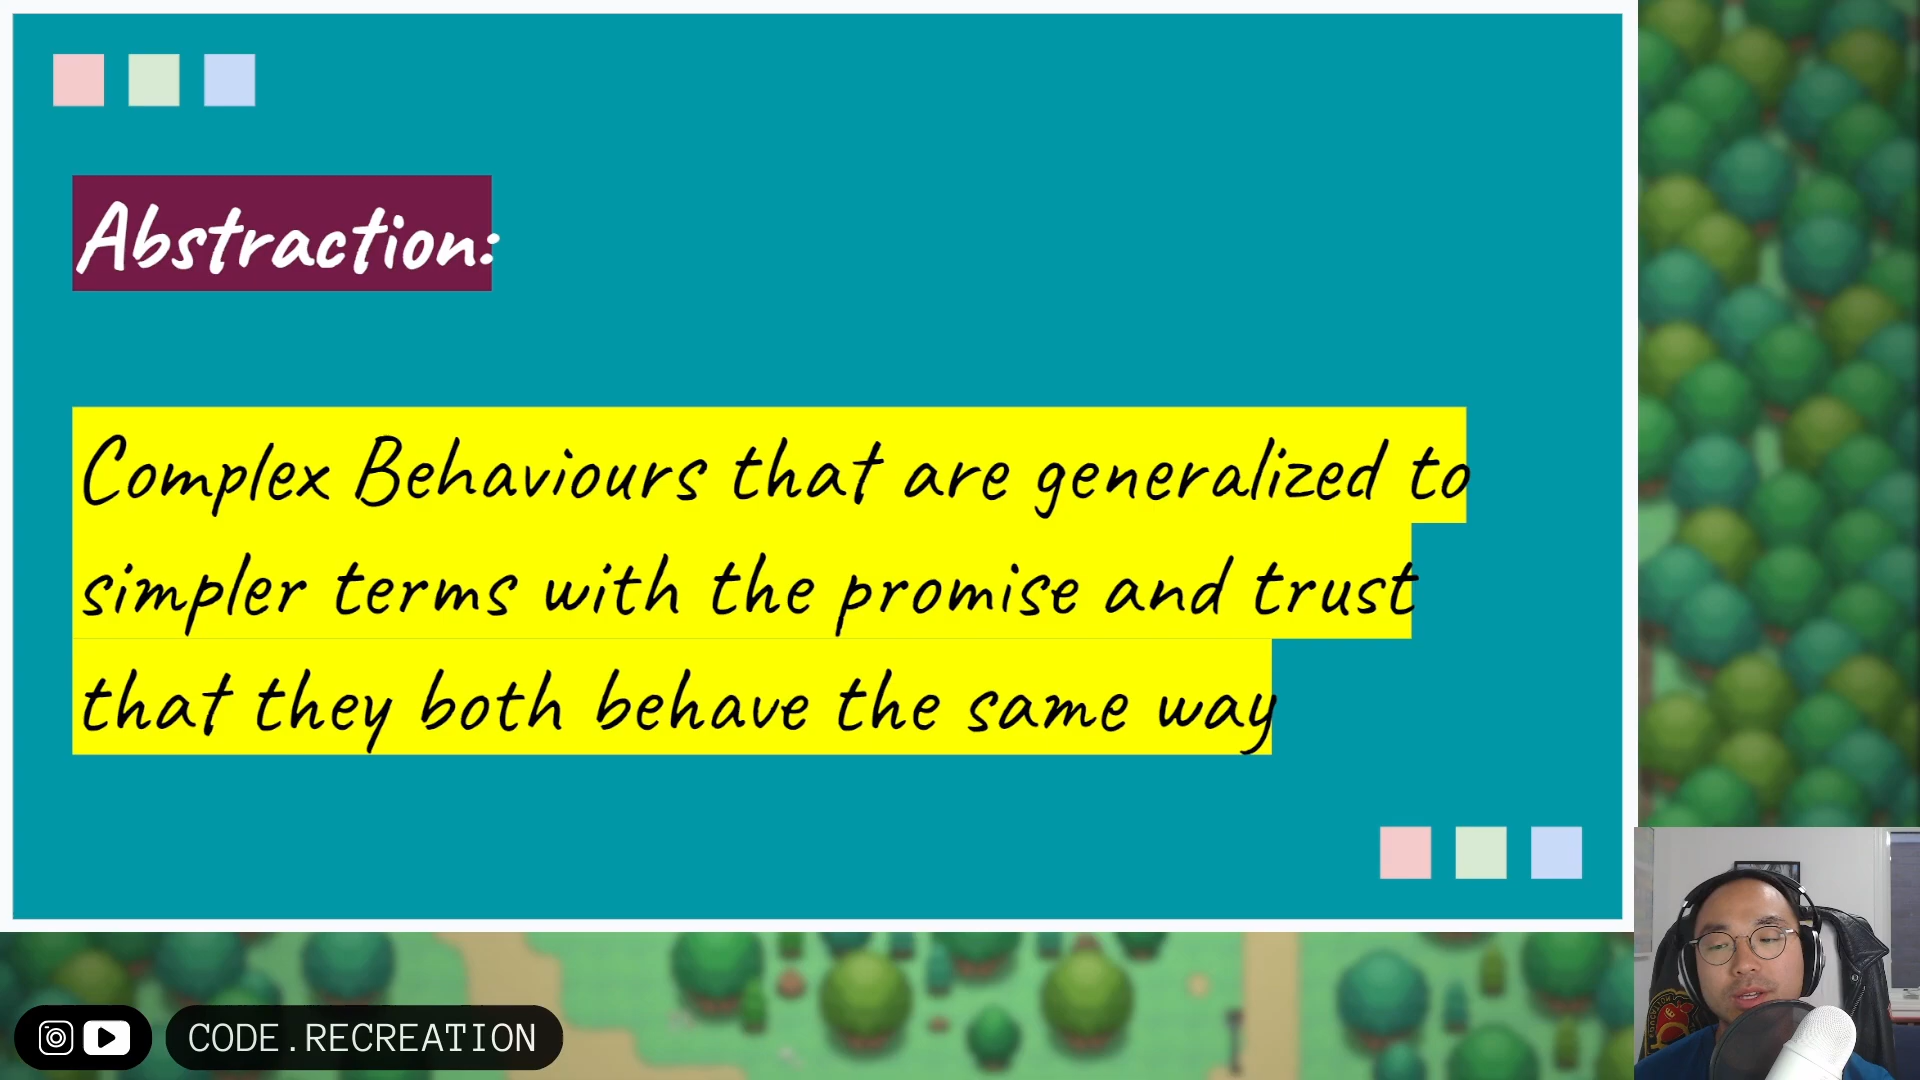 Abstraction:
Complex Behaviours that are generalized to
simpler terms with the promise and trust
that they both behave the same way
CODE.RECREATION